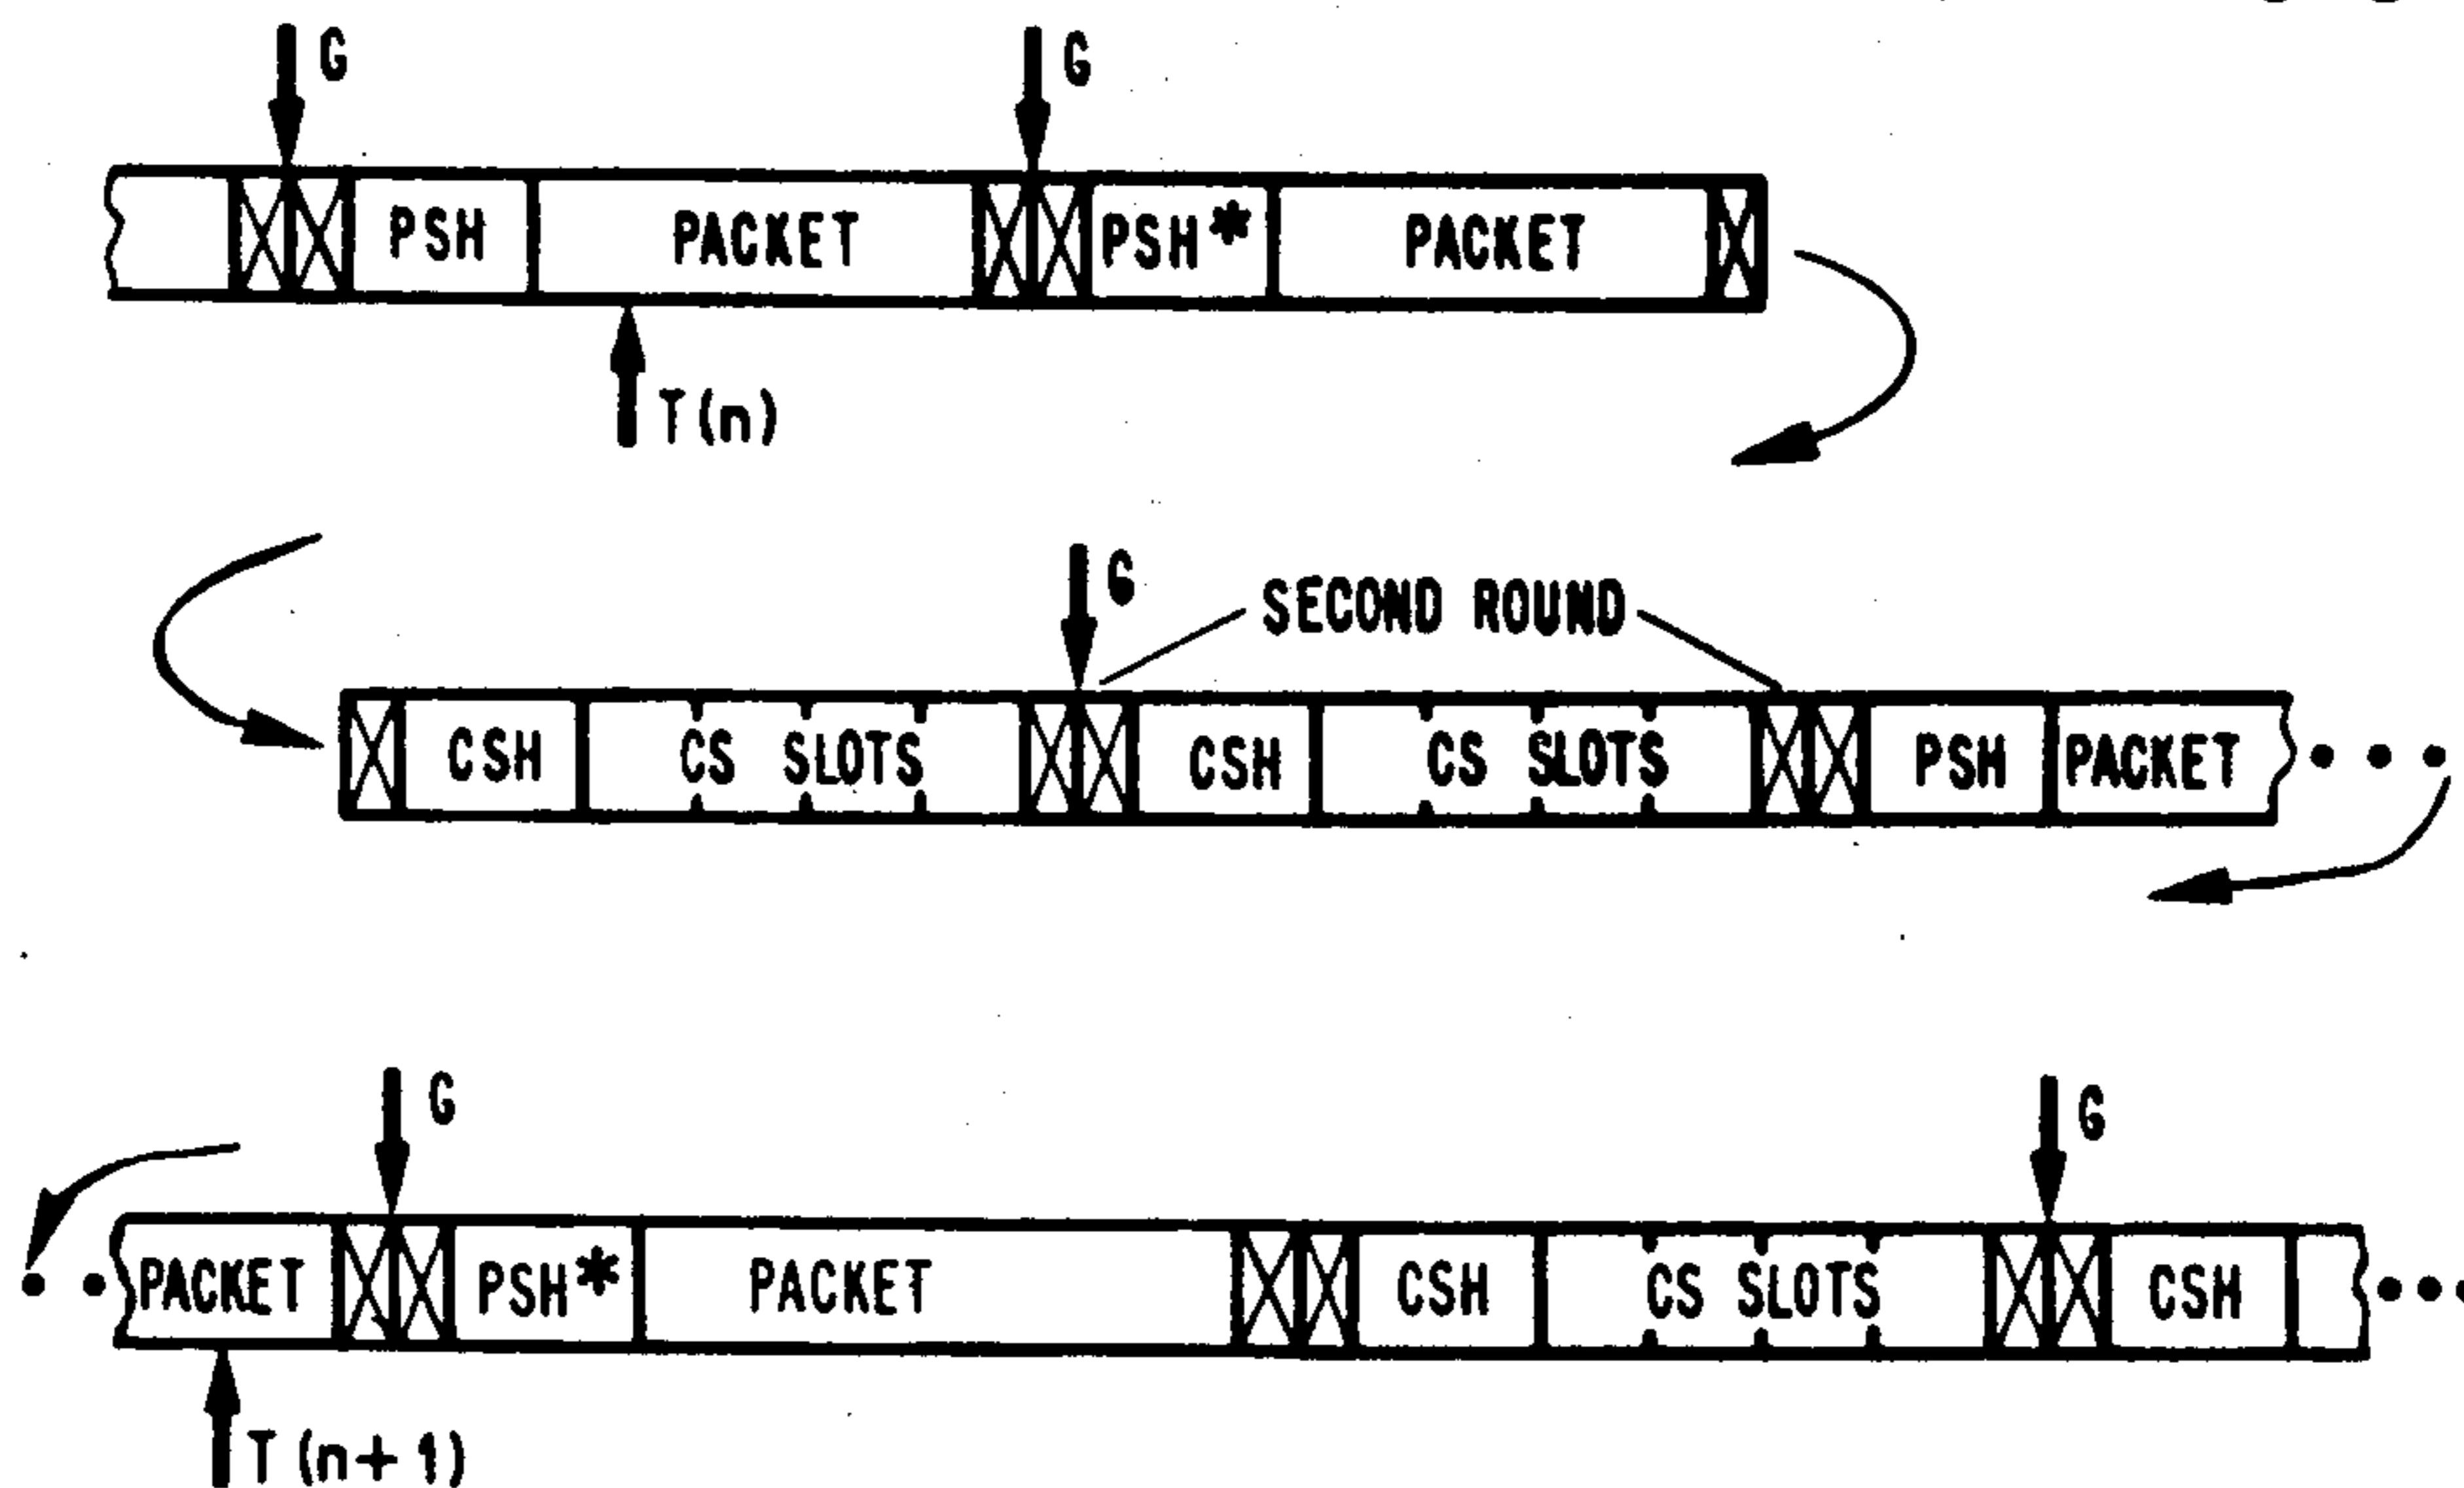 G G
PSH PACKET PSH* PACKET
T(n)
G SECOND ROUND
CSH CS SLOTS CSH CS SLOTS PSH PACKET
G G
PACKET PSH* PACKET CSH CS SLOTS CSH
T(n+1)